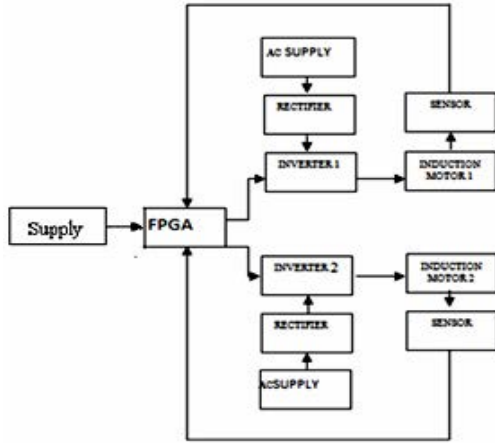 AC SUPPLY
RECTIFIER
SENSOR
INVERTER 1
INDUCTION
MOTOR 1
Supply
FPGA
INVERTER 2
INDUCTION
MOTOR 2
RECTIFIER
SENSOR
ACSUPPLY